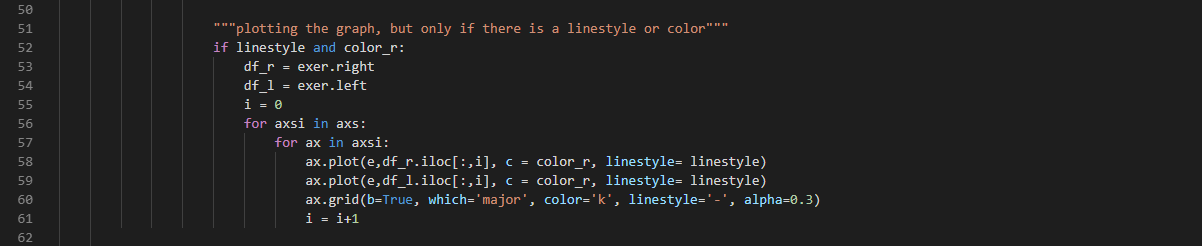 50
51 """plotting the graph, but only if there is a linestyle or color"""
52 if linestyle and color_r:
53 df_r = exer.right
54 df_l = exer.left
55 i = 0
56 for axsi in axs:
57 for ax in axsi:
58 ax.plot(e,df_r.iloc[:,i], c = color_r, linestyle= linestyle)
59 ax.plot(e,df_l.iloc[:,i], c = color_r, linestyle= linestyle)
60 ax.grid(b=True, which='major', color='k', linestyle='-', alpha=0.3)
61 i = i+1
62